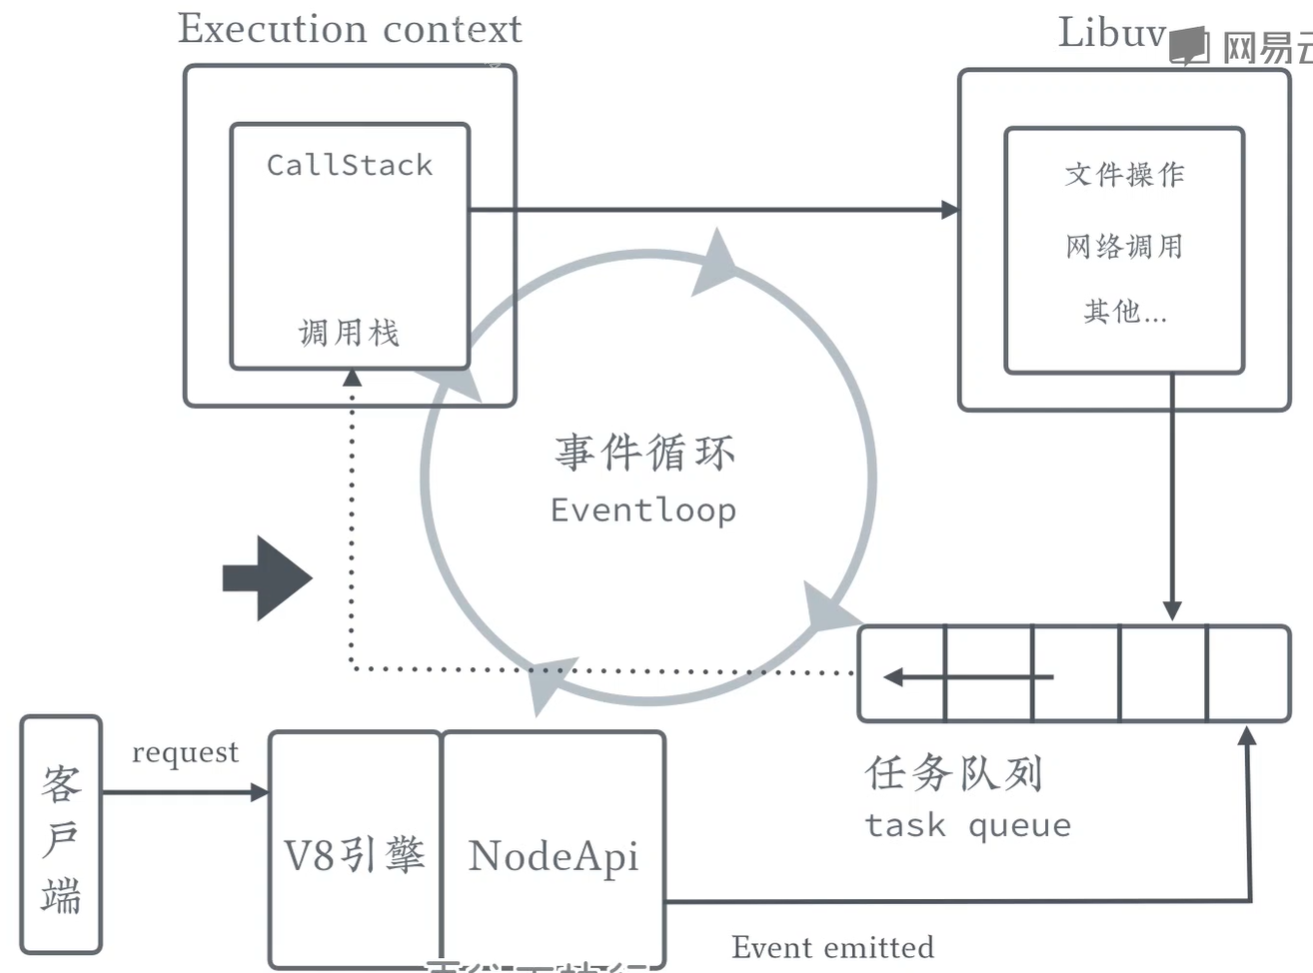 Execution context
Libuv
网易云
CallStack
调用栈
文件操作
网络调用
其他...
事件循环
Eventloop
任务队列
task queue
客户端
request
V8引擎
NodeApi
Event emitted